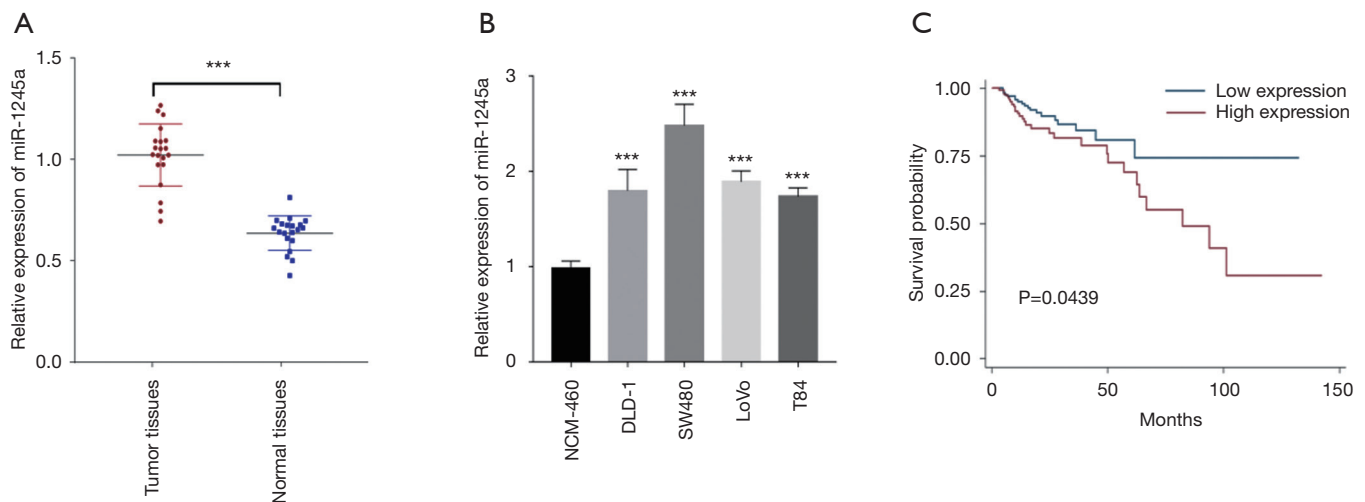 A
Relative expression of miR-1245a
1.5
1.0
0.5
0.0
***
Tumor tissues
Normal tissues
B
Relative expression of miR-1245a
3
2
1
0
***
***
***
***
NCM-460
DLD-1
SW480
LoVo
T84
C
Survival probability
1.00
0.75
0.50
0.25
0.00
Low expression
High expression
P=0.0439
0
50
100
150
Months